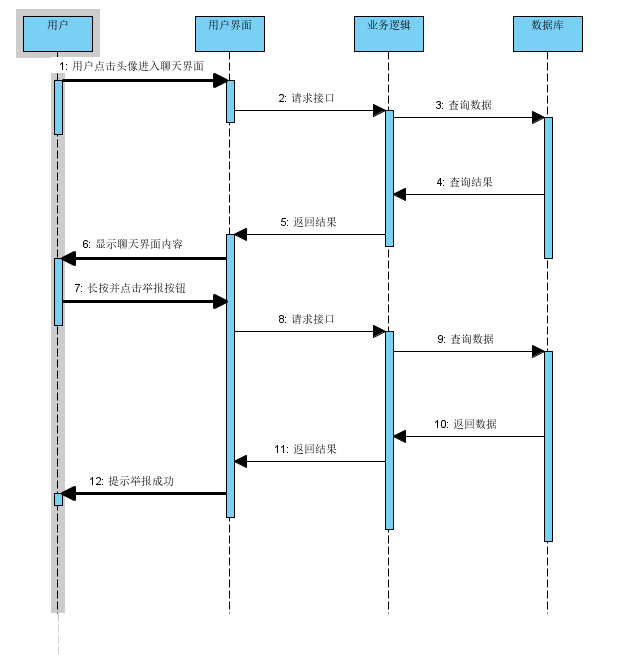 用户
用户界面
业务逻辑
数据库
1: 用户点击头像进入聊天界面
2: 请求接口
3: 查询数据
4: 查询结果
5: 返回结果
6: 显示聊天界面内容
7: 长按并点击举报按钮
8: 请求接口
9: 查询数据
10: 返回数据
11: 返回结果
12: 提示举报成功